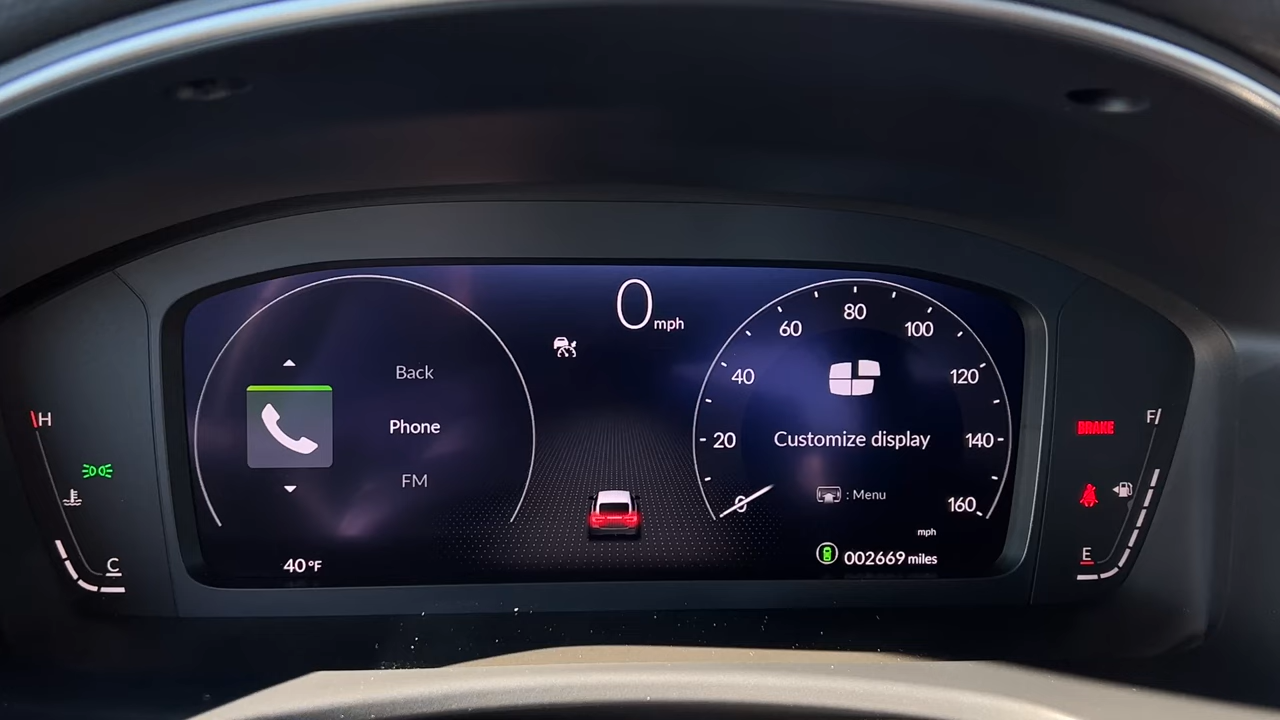 0 mph
Back
Phone
FM
40 °F
H
C
0
20
40
60
80
100
120
140
160
Customize display
: Menu
mph
002669 miles
BRAKE
F
E